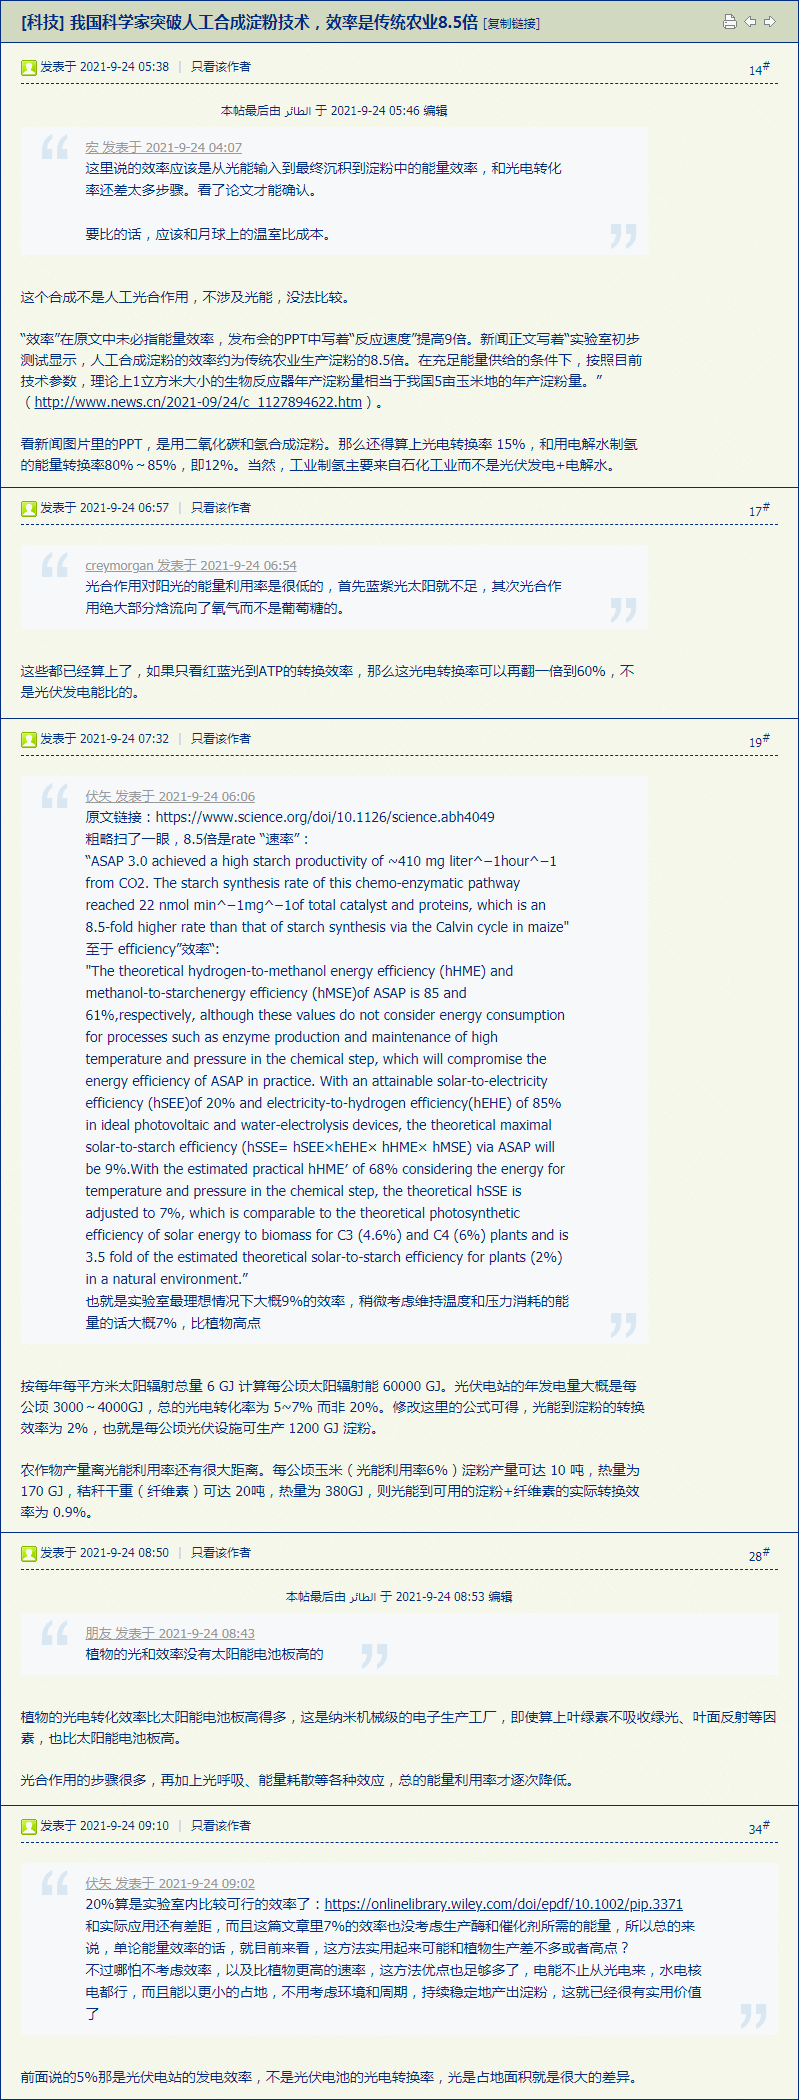 [科技] 我国科学家突破人工合成淀粉技术，效率是传统农业8.5倍 [复制链接]
发表于 2021-9-24 05:38 | 只看该作者 14#
本帖最后由 الطائر 于 2021-9-24 05:46 编辑
宏 发表于 2021-9-24 04:07
这里说的效率应该是从光能输入到最终沉积到淀粉中的能量效率，和光电转化
率还差太多步骤。看了论文才能确认。
要比的话，应该和月球上的温室比成本。
这个合成不是人工光合作用，不涉及光能，没法比较。
“效率”在原文中未必指能量效率，发布会的PPT中写着“反应速度”提高9倍。新闻正文写着“实验室初步
测试显示，人工合成淀粉的效率约为传统农业生产淀粉的8.5倍。在充足能量供给的条件下，按照目前
技术参数，理论上1立方米大小的生物反应器年产淀粉量相当于我国5亩玉米地的年产淀粉量。”
（http://www.news.cn/2021-09/24/c_1127894622.htm）。
看新闻图片里的PPT，是用二氧化碳和氢合成淀粉。那么还得算上光电转换率 15%，和用电解水制氢
的能量转换率80%～85%，即12%。当然，工业制氢主要来自石化工业而不是光伏发电+电解水。
发表于 2021-9-24 06:57 | 只看该作者 17#
creymorgan 发表于 2021-9-24 06:54
光合作用对阳光的能量利用率是很低的，首先蓝紫光太阳就不足，其次光合作
用绝大部分焓流向了氧气而不是葡萄糖的。
这些都已经算上了，如果只看红蓝光到ATP的转换效率，那么这光电转换率可以再翻一倍到60%，不
是光伏发电能比的。
发表于 2021-9-24 07:32 | 只看该作者 19#
伏矢 发表于 2021-9-24 06:06
原文链接：https://www.science.org/doi/10.1126/science.abh4049
粗略扫了一眼，8.5倍是rate “速率”：
“ASAP 3.0 achieved a high starch productivity of ~410 mg liter^−1hour^−1
from CO2. The starch synthesis rate of this chemo-enzymatic pathway
reached 22 nmol min^−1mg^−1of total catalyst and proteins, which is an
8.5-fold higher rate than that of starch synthesis via the Calvin cycle in maize"
至于 efficiency”效率“:
"The theoretical hydrogen-to-methanol energy efficiency (hHME) and
methanol-to-starchenergy efficiency (hMSE)of ASAP is 85 and
61%,respectively, although these values do not consider energy consumption
for processes such as enzyme production and maintenance of high
temperature and pressure in the chemical step, which will compromise the
energy efficiency of ASAP in practice. With an attainable solar-to-electricity
efficiency (hSEE)of 20% and electricity-to-hydrogen efficiency(hEHE) of 85%
in ideal photovoltaic and water-electrolysis devices, the theoretical maximal
solar-to-starch efficiency (hSSE= hSEE×hEHE× hHME× hMSE) via ASAP will
be 9%.With the estimated practical hHME′ of 68% considering the energy for
temperature and pressure in the chemical step, the theoretical hSSE is
adjusted to 7%, which is comparable to the theoretical photosynthetic
efficiency of solar energy to biomass for C3 (4.6%) and C4 (6%) plants and is
3.5 fold of the estimated theoretical solar-to-starch efficiency for plants (2%)
in a natural environment.”
也就是实验室最理想情况下大概9%的效率，稍微考虑维持温度和压力消耗的能
量的话大概7%，比植物高点
按每年每平方米太阳辐射总量 6 GJ 计算每公顷太阳辐射能 60000 GJ。光伏电站的年发电量大概是每
公顷 3000～4000GJ，总的光电转化率为 5~7% 而非 20%。修改这里的公式可得，光能到淀粉的转换
效率为 2%，也就是每公顷光伏设施可生产 1200 GJ 淀粉。
农作物产量离光能利用率还有很大距离。每公顷玉米（光能利用率6%）淀粉产量可达 10 吨，热量为
170 GJ，秸秆干重（纤维素）可达 20吨，热量为 380GJ，则光能到可用的淀粉+纤维素的实际转换效
率为 0.9%。
发表于 2021-9-24 08:50 | 只看该作者 28#
本帖最后由 الطائر 于 2021-9-24 08:53 编辑
朋友 发表于 2021-9-24 08:43
植物的光和效率没有太阳能电池板高的
植物的光电转化效率比太阳能电池板高得多，这是纳米机械级的电子生产工厂，即使算上叶绿素不吸收绿光、叶面反射等因
素，也比太阳能电池板高。
光合作用的步骤很多，再加上光呼吸、能量耗散等各种效应，总的能量利用率才逐次降低。
发表于 2021-9-24 09:10 | 只看该作者 34#
伏矢 发表于 2021-9-24 09:02
20%算是实验室内比较可行的效率了：https://onlinelibrary.wiley.com/doi/epdf/10.1002/pip.3371
和实际应用还有差距，而且这篇文章里7%的效率也没考虑生产酶和催化剂所需的能量，所以总的来
说，单论能量效率的话，就目前来看，这方法实用起来可能和植物生产差不多或者高点？
不过哪怕不考虑效率，以及比植物更高的速率，这方法优点也足够多了，电能不止从光电来，水电核
电都行，而且能以更小的占地，不用考虑环境和周期，持续稳定地产出淀粉，这就已经很有实用价值
了
前面说的5%那是光伏电站的发电效率，不是光伏电池的光电转换率，光是占地面积就是很大的差异。